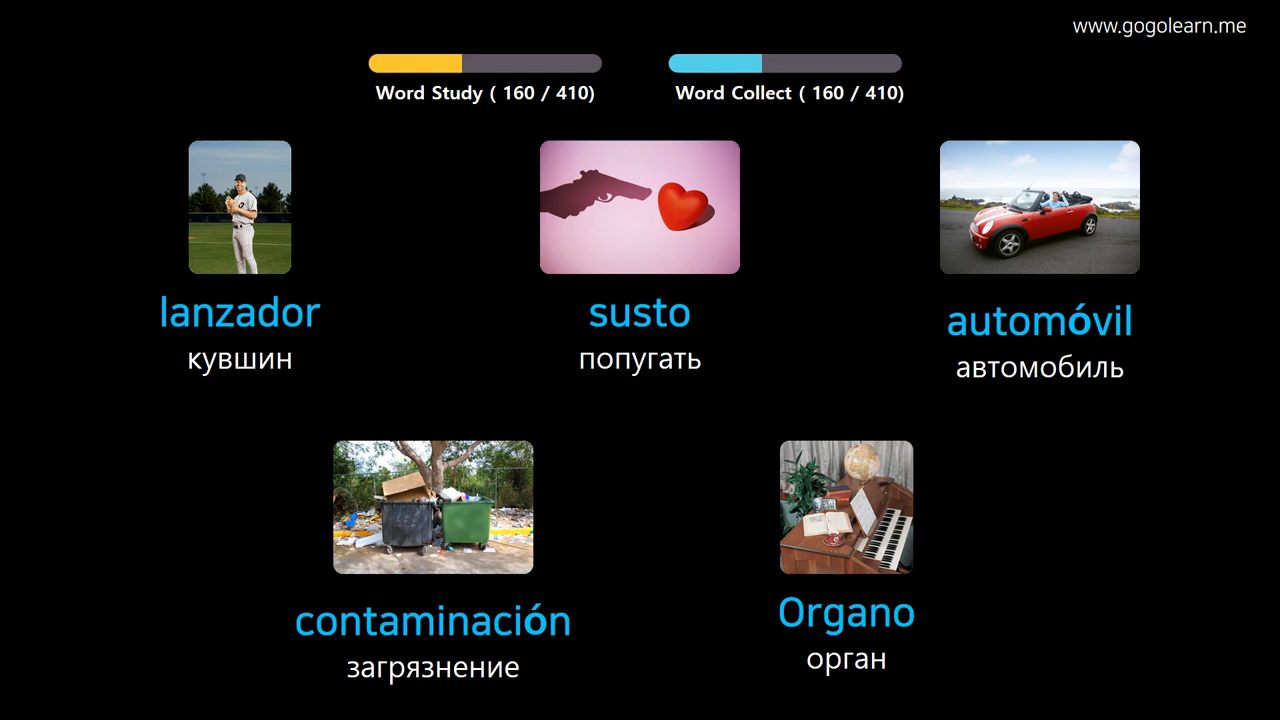 www.gogolearn.me
Word Study ( 160 / 410)
Word Collect ( 160 / 410)
lanzador
кувшин
susto
попугать
automóvil
автомобиль
contaminación
загрязнение
Organo
орган